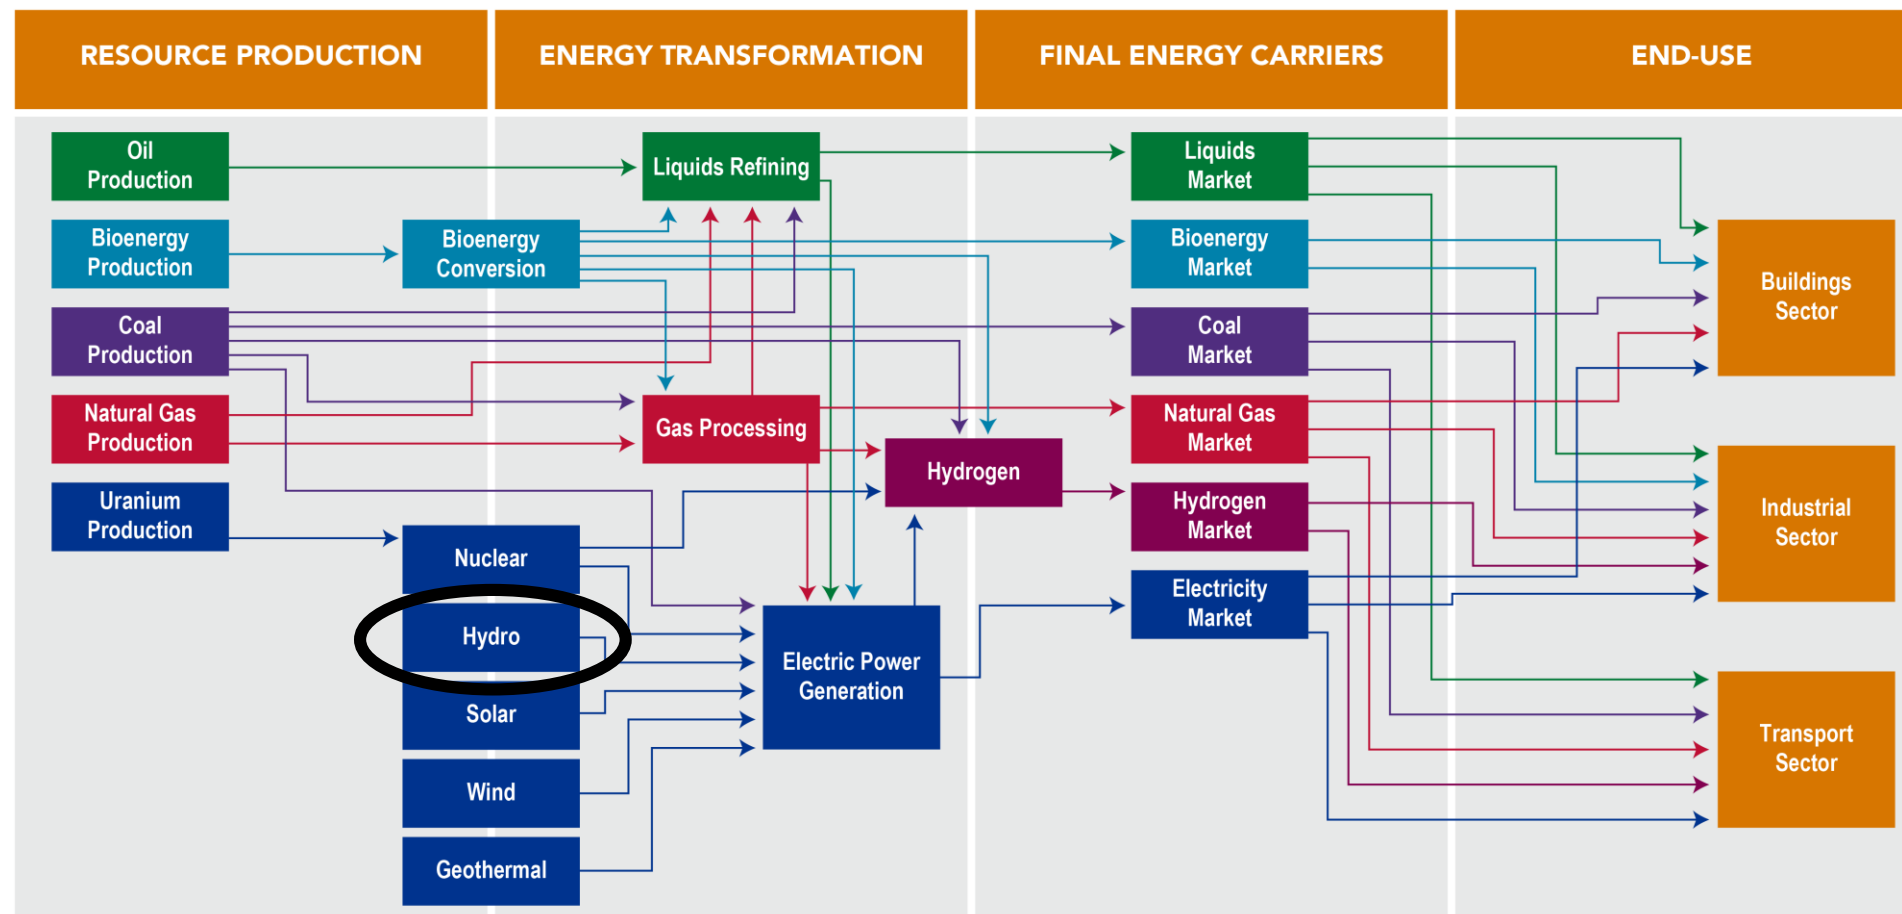 RESOURCE PRODUCTION
ENERGY TRANSFORMATION
FINAL ENERGY CARRIERS
END-USE
Oil
Production
Bioenergy
Production
Coal
Production
Natural Gas
Production
Uranium
Production
Bioenergy
Conversion
Nuclear
Hydro
Solar
Wind
Geothermal
Liquids Refining
Gas Processing
Hydrogen
Electric Power
Generation
Liquids
Market
Bioenergy
Market
Coal
Market
Natural Gas
Market
Hydrogen
Market
Electricity
Market
Buildings
Sector
Industrial
Sector
Transport
Sector